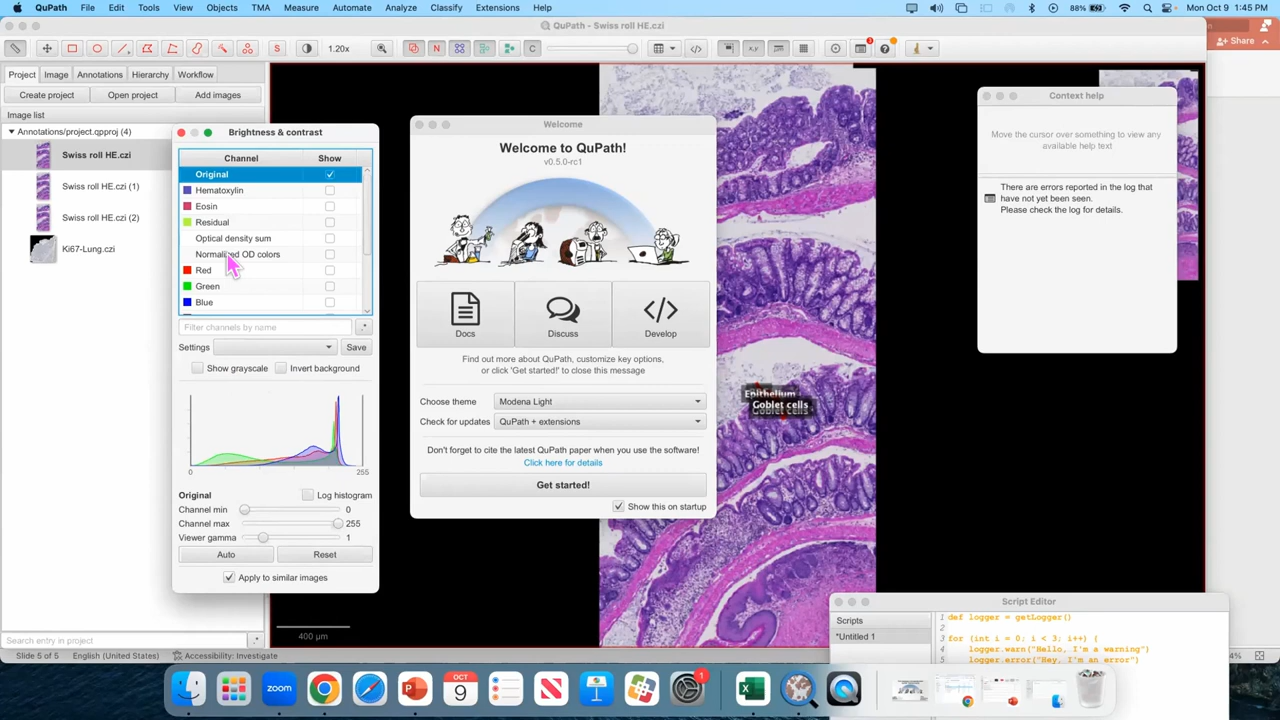 QuPath File Edit View Objects TMA Measure Automate Analyze Classify Extensions Help
88% Mon Oct 9 1:45 PM
QuPath - Swiss roll HE.czi
Share
S 1.20x N C x,y
Project Image Annotations Hierarchy Workflow
Create project Open project Add images
Image list
Annotations/project.qpproj (4)
Swiss roll HE.czi
Swiss roll HE.czi (1)
Swiss roll HE.czi (2)
Ki67-Lung.czi
Search entry in project
Brightness & contrast
Channel Show
Original
Hematoxylin
Eosin
Residual
Optical density sum
Normalized OD colors
Red
Green
Blue
Filter channels by name .*
Settings Save
Show grayscale Invert background
0 255
Original Log histogram
Channel min 0
Channel max 255
Viewer gamma 1
Auto Reset
Apply to similar images
Welcome
Welcome to QuPath!
v0.5.0-rc1
Docs Discuss Develop
Find out more about QuPath, customize key options,
or click 'Get started!' to close this message
Choose theme Modena Light
Check for updates QuPath + extensions
Don't forget to cite the latest QuPath paper when you use the software!
Click here for details
Get started!
Show this on startup
Epithelium
Goblet cells
Goblet cells
400 µm
Context help
Move the cursor over something to view any
available help text
There are errors reported in the log that
have not yet been seen.
Please check the log for details.
Script Editor
Scripts
*Untitled 1
1 def logger = getLogger()
2
3 for (int i = 0; i < 3; i++) {
4 logger.warn("Hello, I'm a warning")
5 logger.error("Hey, I'm an error")
Slide 5 of 5 English (United States) Accessibility: Investigate
zoom
OCT
9
1